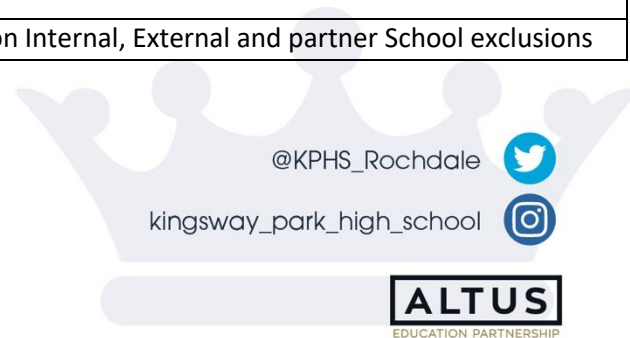 on Internal, External and partner School exclusions
@KPHS_Rochdale
kingsway_park_high_school
ALTUS
EDUCATION PARTNERSHIP